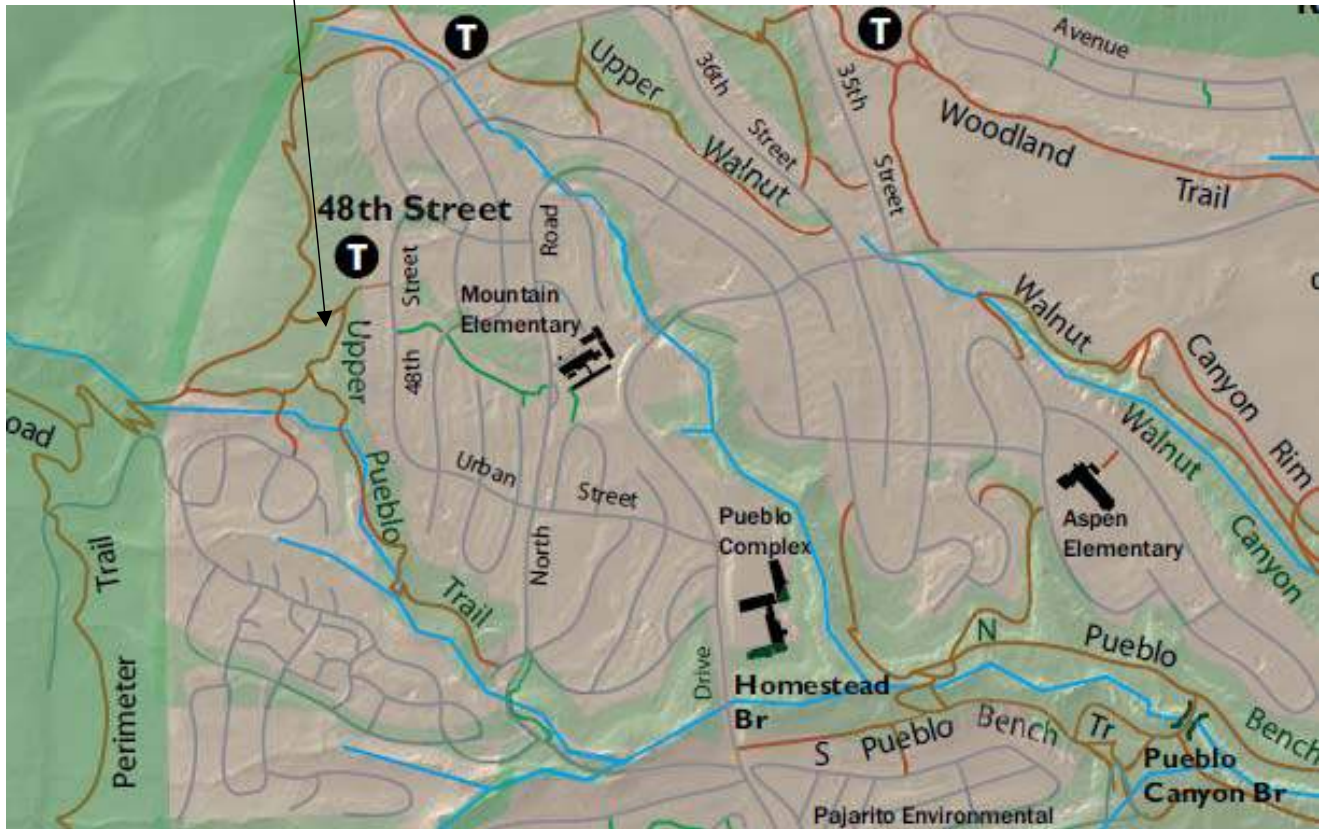 T
T
Avenue
Upper
36th
Street
35th
Street
Walnut
Woodland
Trail
48th Street
T
Street
48th
Road
North
Mountain
Elementary
Upper
Pueblo
Trail
Urban
Street
Walnut
Canyon
Rim
Walnut
Canyon
oad
Trail
Perimeter
Pueblo
Complex
Aspen
Elementary
Drive
Homestead
Br
N
Pueblo
Bench
S Pueblo Bench Tr
Pueblo
Canyon Br
Pajarito Environmental